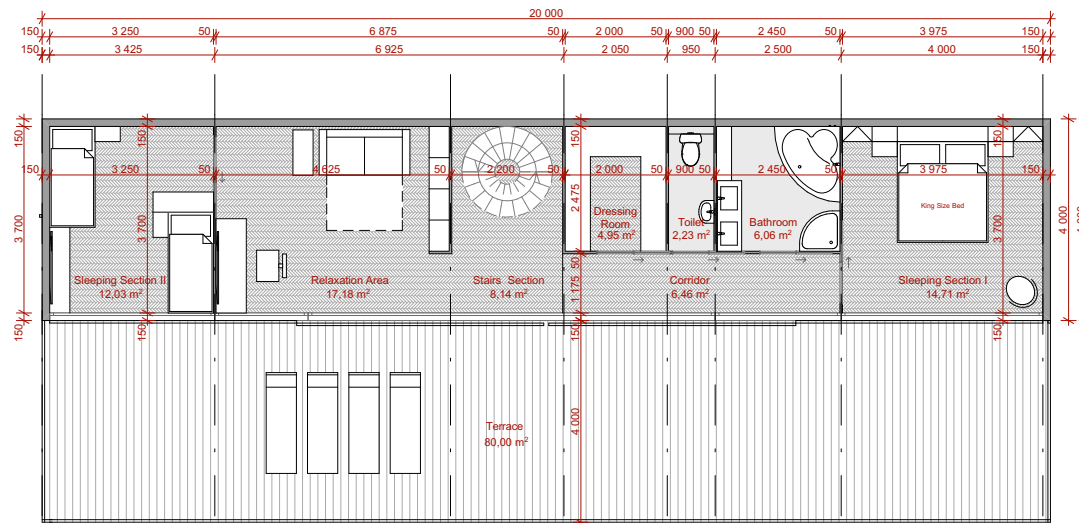 20 000
150 3 250 50 6 875 50 2 000 50 900 50 2 450 50 3 975 150
150 3 425 6 925 2 050 950 2 500 4 000 150
150 150 150 150 150
150 3 250 50 4 625 50 2 200 50 2 000 50 900 50 2 450 50 3 975 150
3 700 3 700 2 475 3 700 4 000
King Size Bed
Dressing
Room
4,95 m²
Toilet
2,23 m²
Bathroom
6,06 m²
50
1 175
Sleeping Section II
12,03 m²
Relaxation Area
17,18 m²
Stairs Section
8,14 m²
Corridor
6,46 m²
Sleeping Section I
14,71 m²
150 150 150 150
4 000
Terrace
80,00 m²